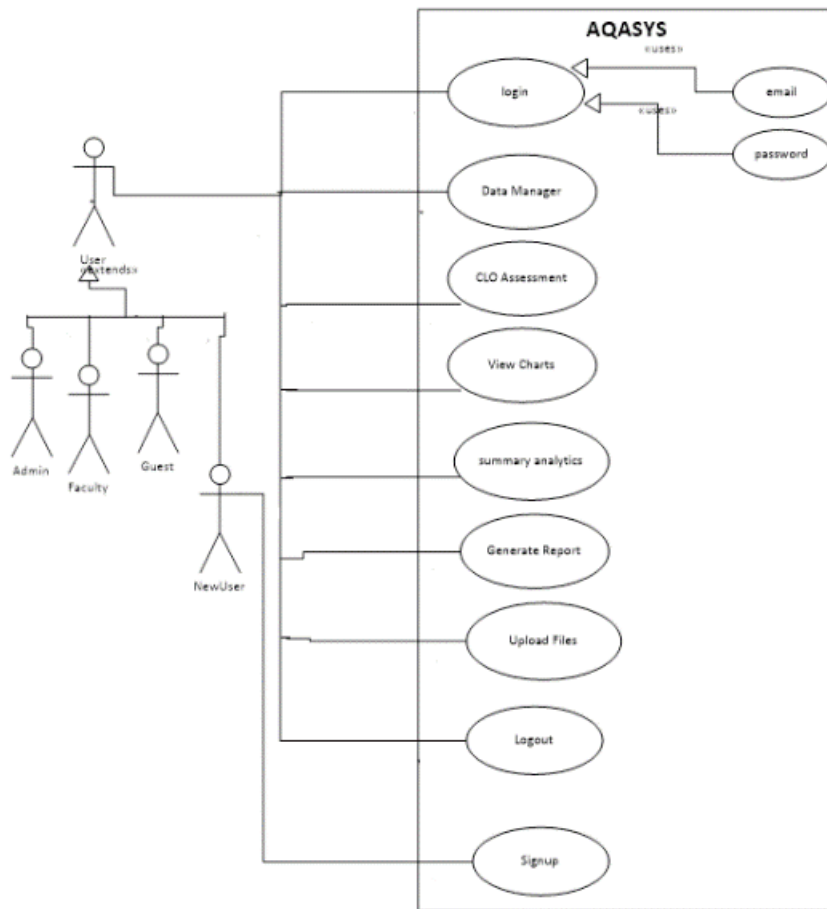 AQASYS
«uses»
login
email
«uses»
password
Data Manager
User
«extends»
CLO Assessment
View Charts
Admin
Faculty
Guest
summary analytics
NewUser
Generate Report
Upload Files
Logout
Signup